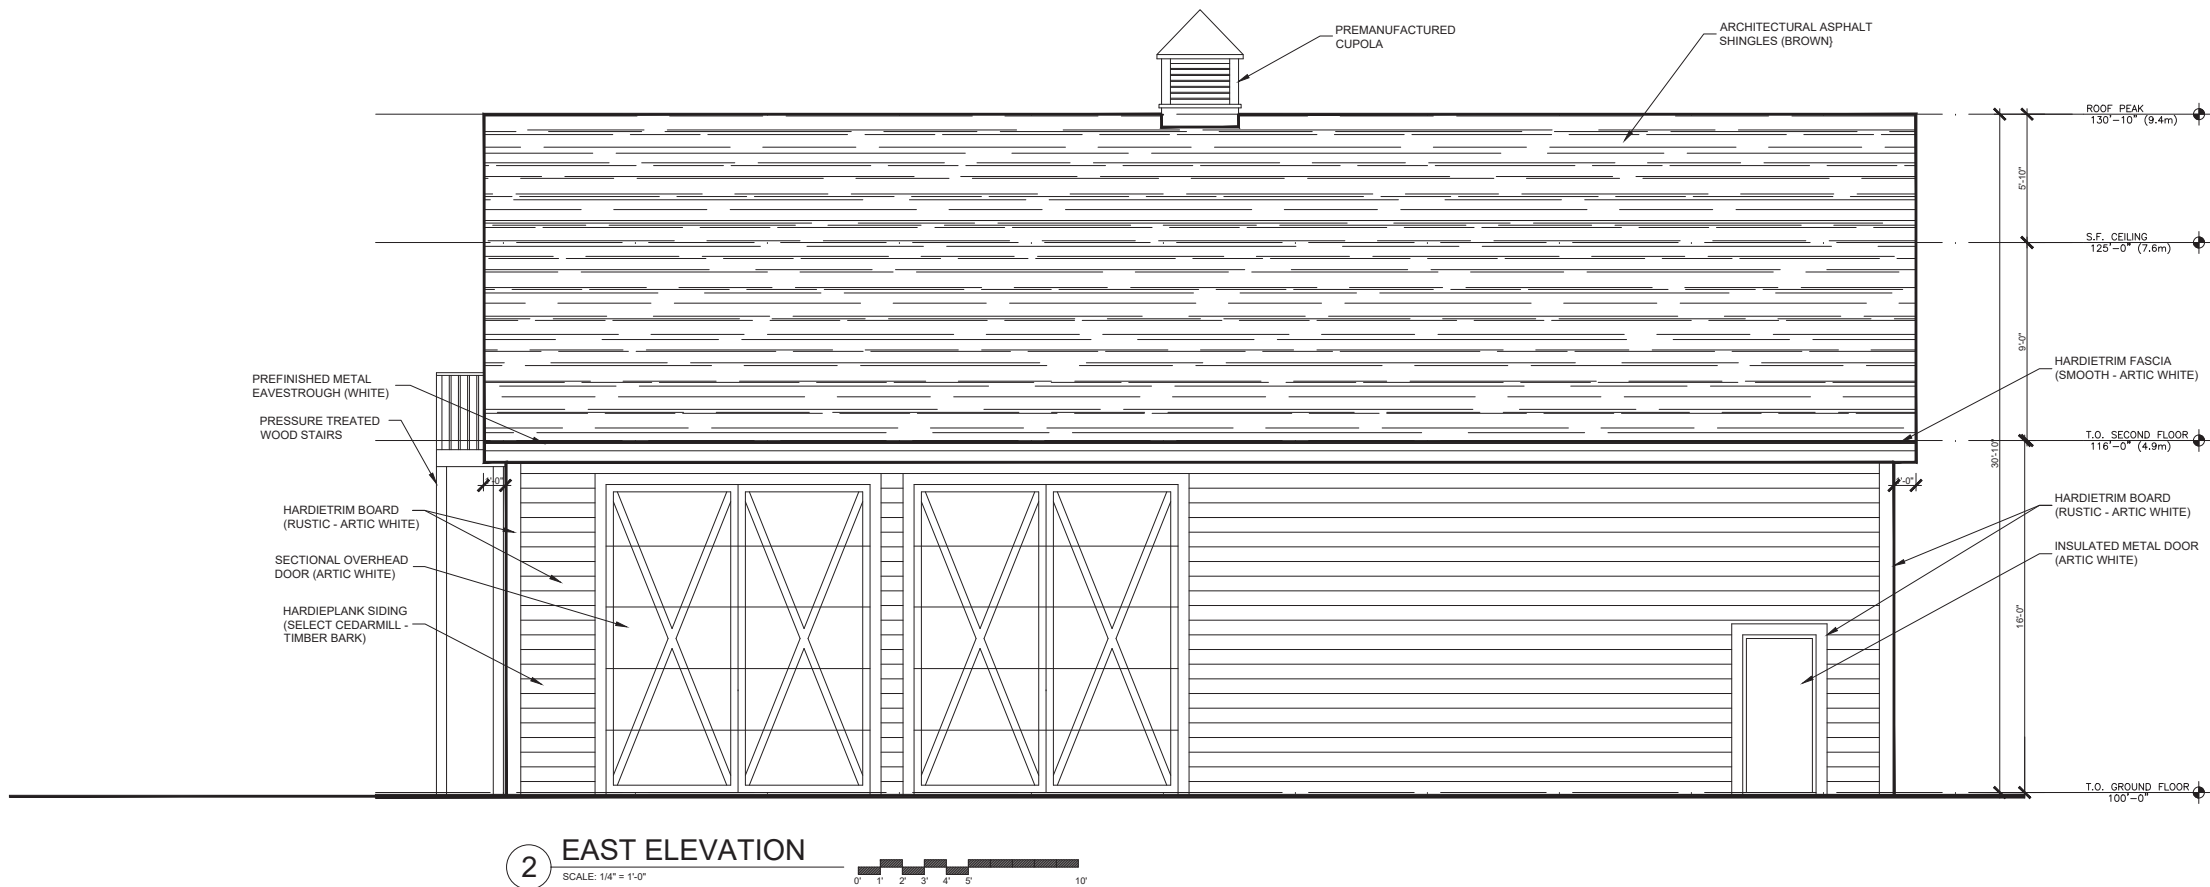 PREMANUFACTURED
CUPOLA
ARCHITECTURAL ASPHALT
SHINGLES (BROWN}
ROOF PEAK
130'-10" (9.4m)
5'-10"
S.F. CEILING
125'-0" (7.6m)
9'-0"
HARDIETRIM FASCIA
(SMOOTH - ARTIC WHITE)
PREFINISHED METAL
EAVESTROUGH (WHITE)
PRESSURE TREATED
WOOD STAIRS
T.O. SECOND FLOOR
116'-0" (4.9m)
30'-10"
1'-0"
1'-0"
HARDIETRIM BOARD
(RUSTIC - ARTIC WHITE)
HARDIETRIM BOARD
(RUSTIC - ARTIC WHITE)
SECTIONAL OVERHEAD
DOOR (ARTIC WHITE)
INSULATED METAL DOOR
(ARTIC WHITE)
HARDIEPLANK SIDING
(SELECT CEDARMILL -
TIMBER BARK)
16'-0"
T.O. GROUND FLOOR
100'-0"
2 EAST ELEVATION
SCALE: 1/4" = 1'-0"
0' 1' 2' 3' 4' 5' 10'